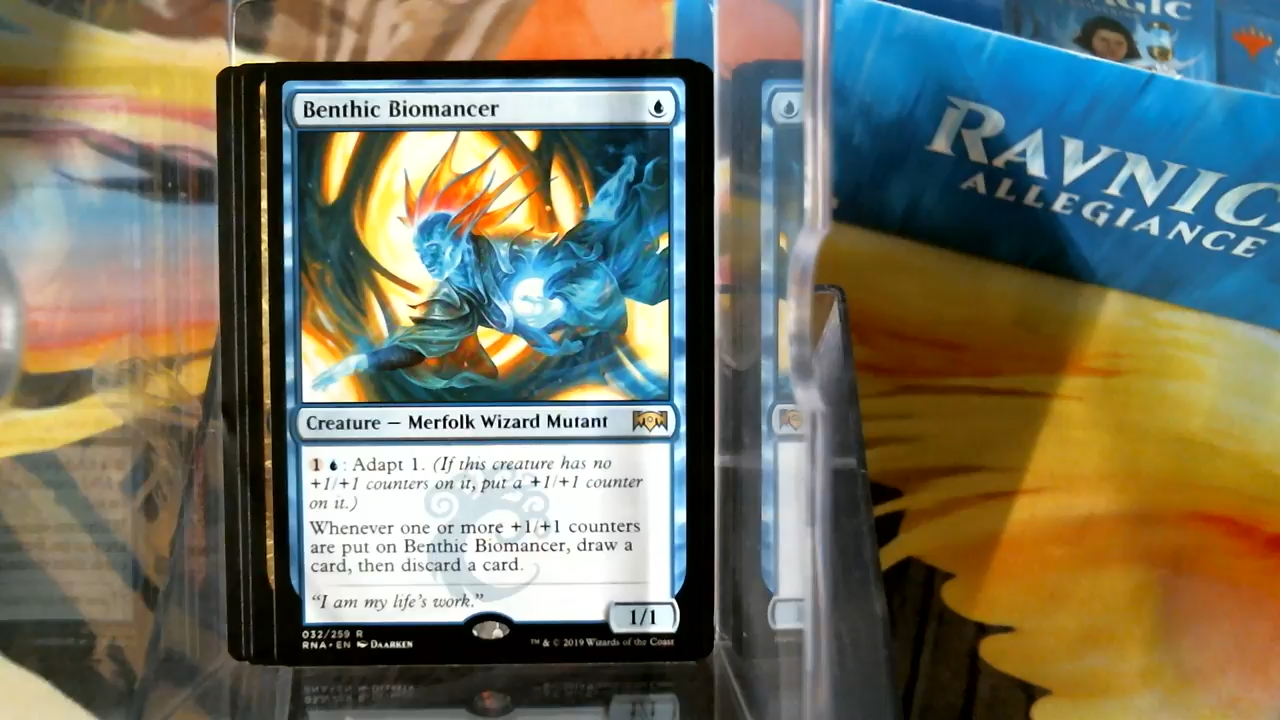 Benthic Biomancer
Creature — Merfolk Wizard Mutant
1 : Adapt 1. (If this creature has no
+1/+1 counters on it, put a +1/+1 counter
on it.)
Whenever one or more +1/+1 counters
are put on Benthic Biomancer, draw a
card, then discard a card.
“I am my life’s work.”
1/1
032/259 R
RNA • EN DAARKEN
™ & © 2019 Wizards of the Coast
RAVNICA
ALLEGIANCE